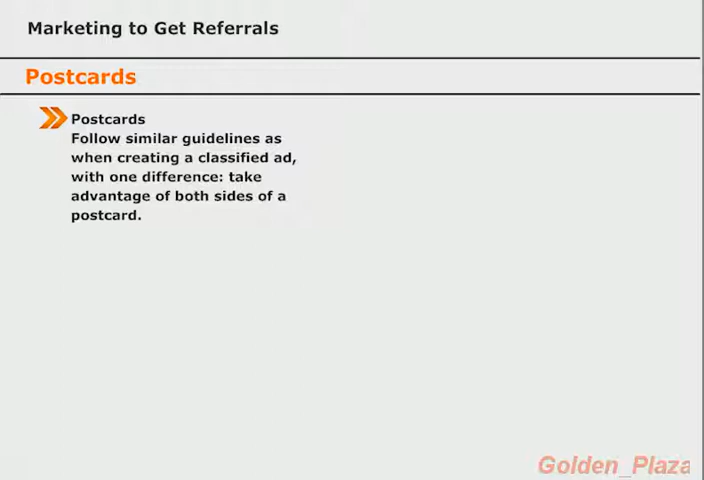 Marketing to Get Referrals
Postcards
Postcards
Follow similar guidelines as
when creating a classified ad,
with one difference: take
advantage of both sides of a
postcard.
Golden_Plaza